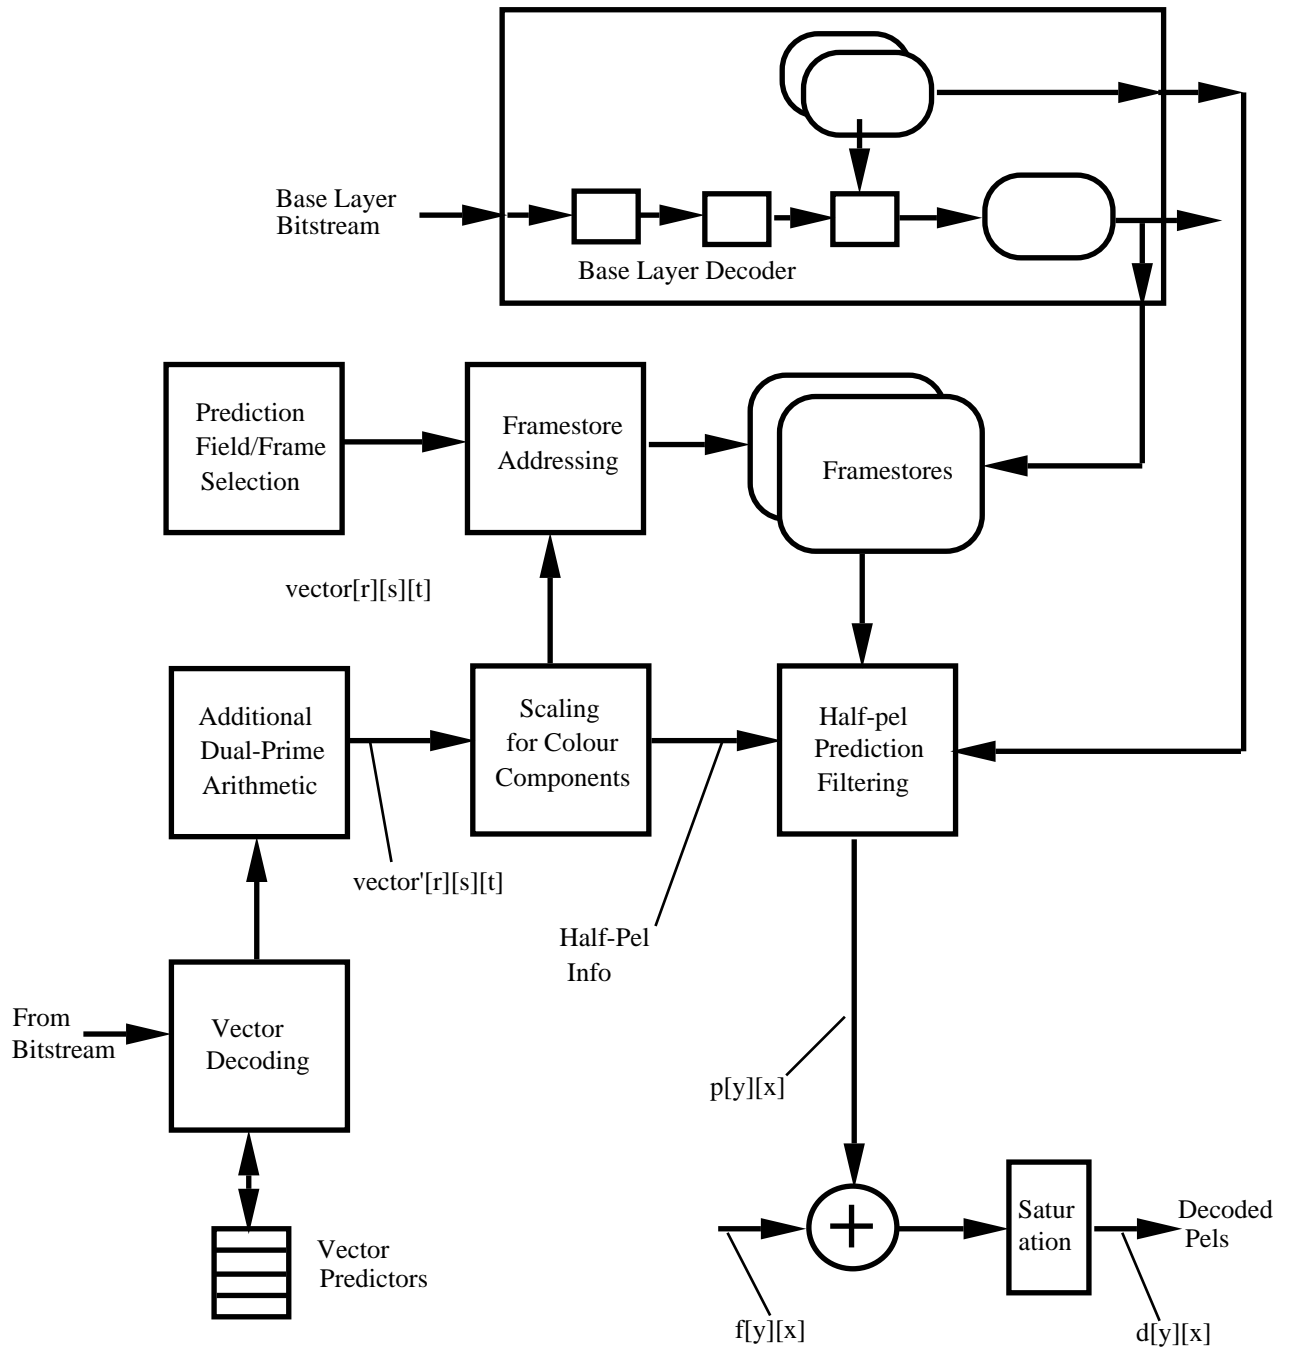 Base Layer
Bitstream
Base Layer Decoder
Prediction
Field/Frame
Selection
Framestore
Addressing
Framestores
vector[r][s][t]
Additional
Dual-Prime
Arithmetic
Scaling
for Colour
Components
Half-pel
Prediction
Filtering
vector'[r][s][t]
Half-Pel
Info
From
Bitstream
Vector
Decoding
p[y][x]
Vector
Predictors
Satur
ation
Decoded
Pels
f[y][x]
d[y][x]